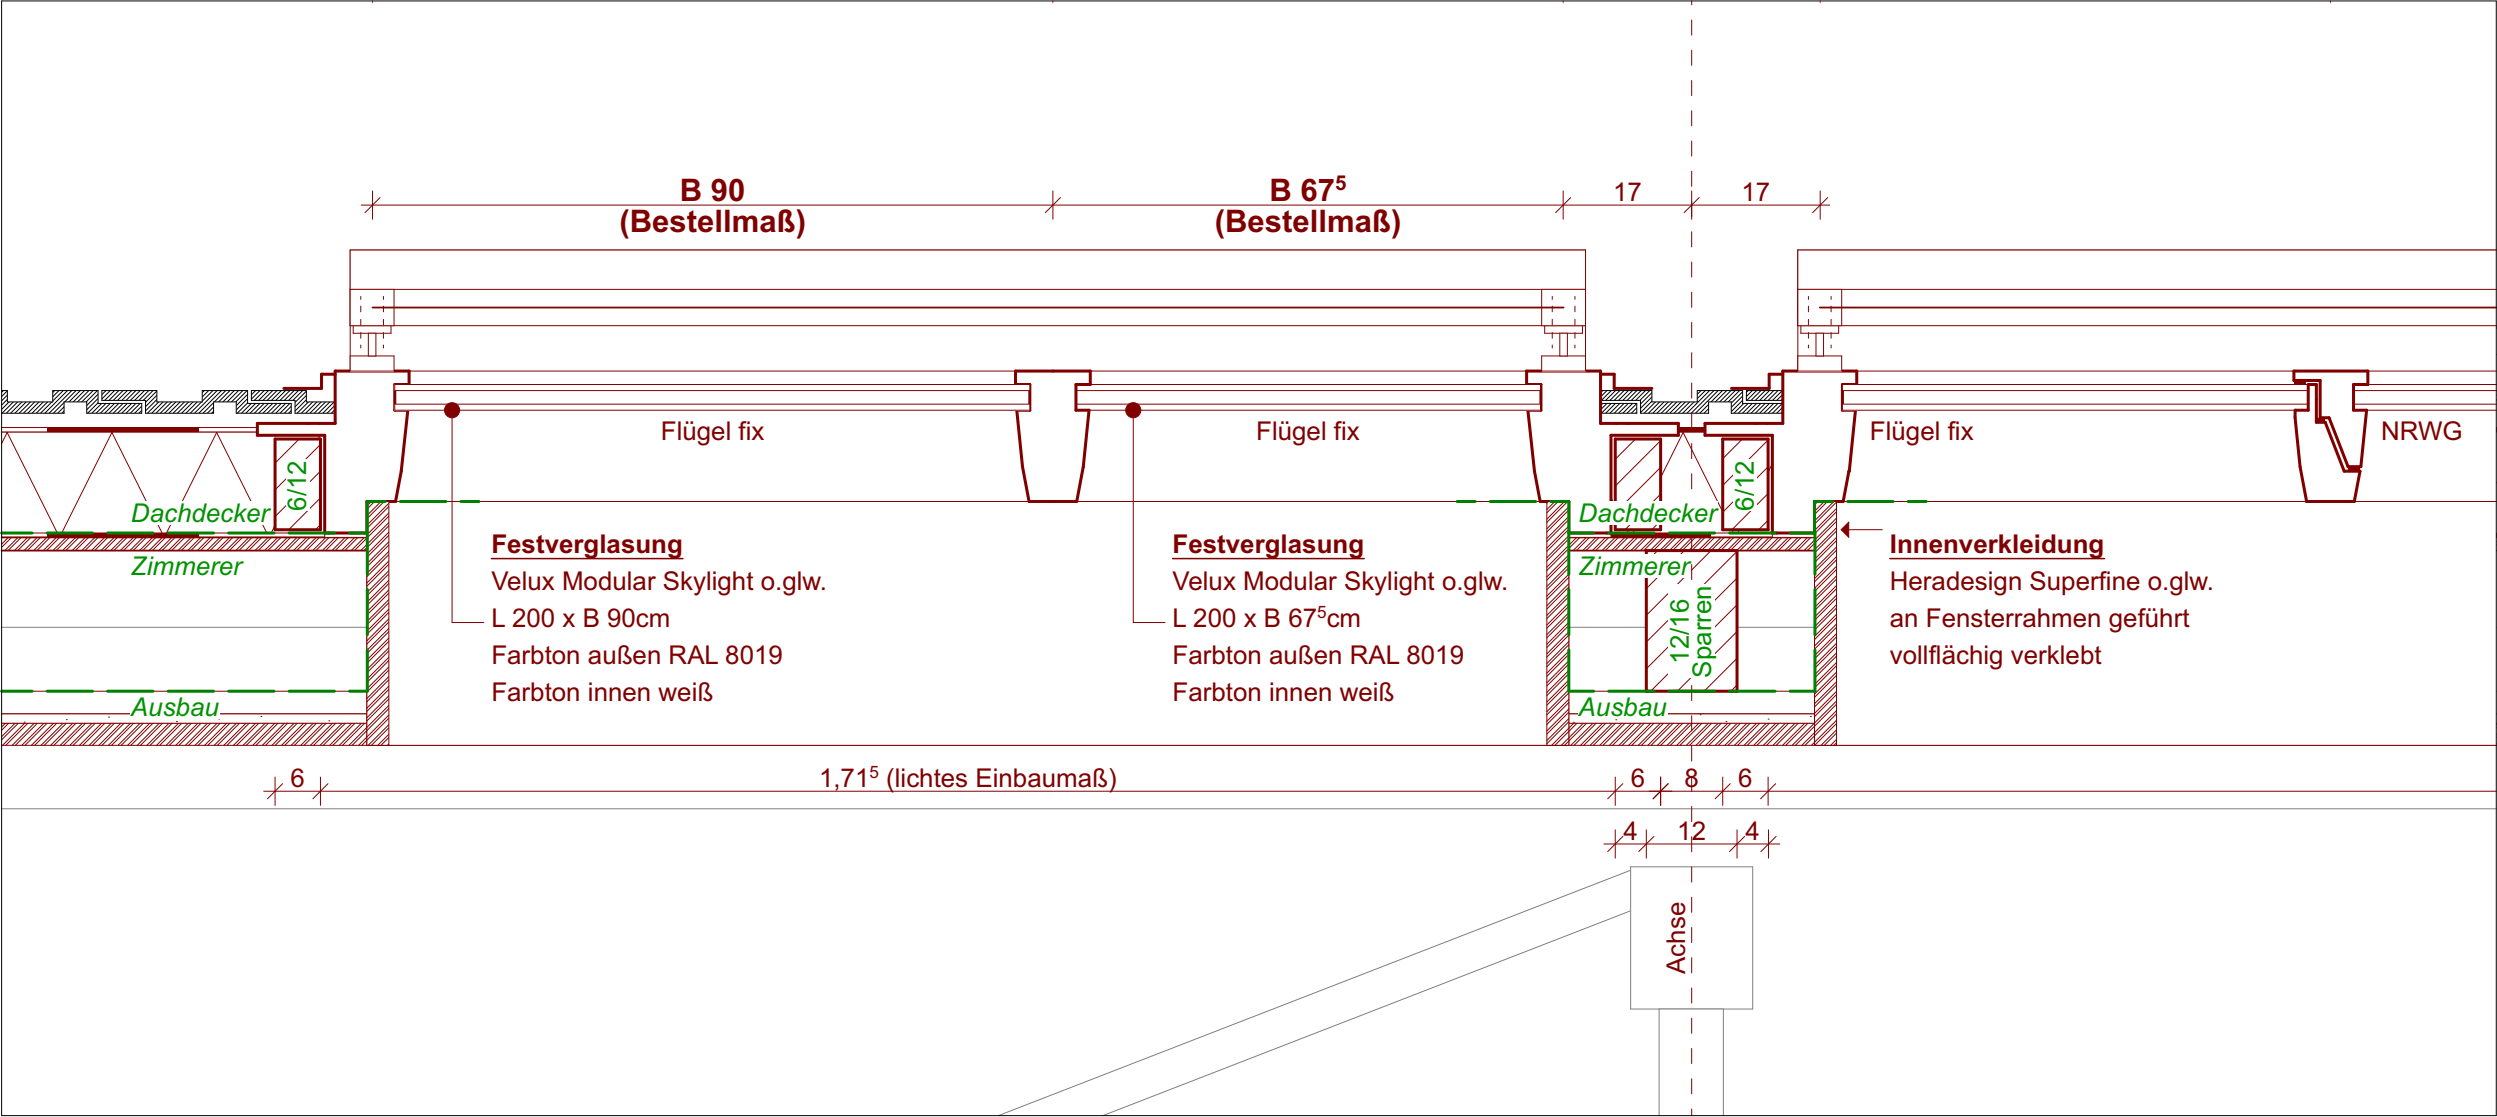 B 90
(Bestellmaß)
B 67⁵
(Bestellmaß)
17
17
Flügel fix
Flügel fix
Flügel fix
NRWG
6/12
6/12
Dachdecker
Zimmerer
Ausbau
Dachdecker
Zimmerer
Ausbau
12/16
Sparren
Festverglasung
Velux Modular Skylight o.glw.
L 200 x B 90cm
Farbton außen RAL 8019
Farbton innen weiß
Festverglasung
Velux Modular Skylight o.glw.
L 200 x B 67⁵cm
Farbton außen RAL 8019
Farbton innen weiß
Innenverkleidung
Heradesign Superfine o.glw.
an Fensterrahmen geführt
vollflächig verklebt
6
1,71⁵ (lichtes Einbaumaß)
6
8
6
4
12
4
Achse